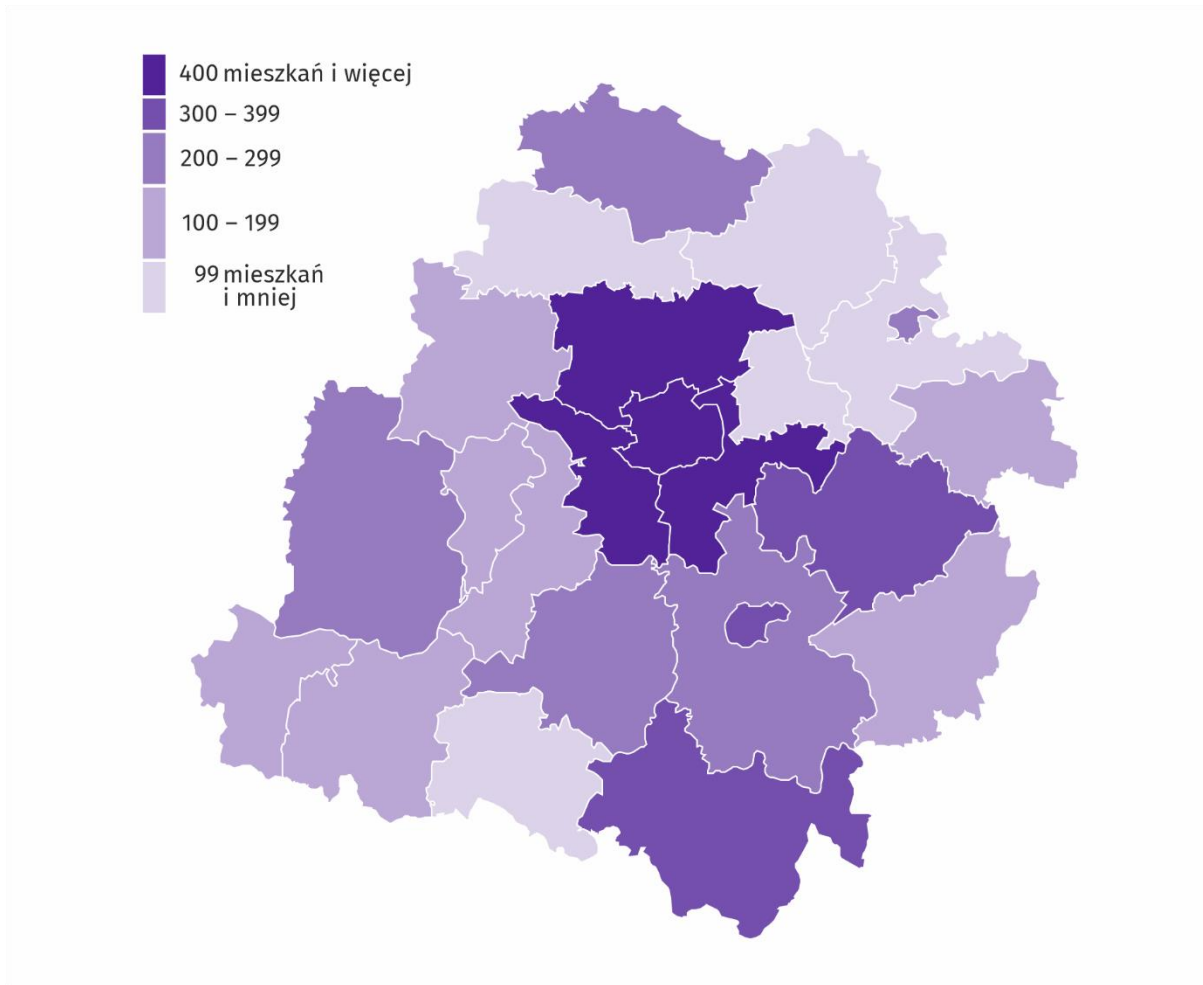 400 mieszkań i więcej
300 – 399
200 – 299
100 – 199
99 mieszkań
i mniej